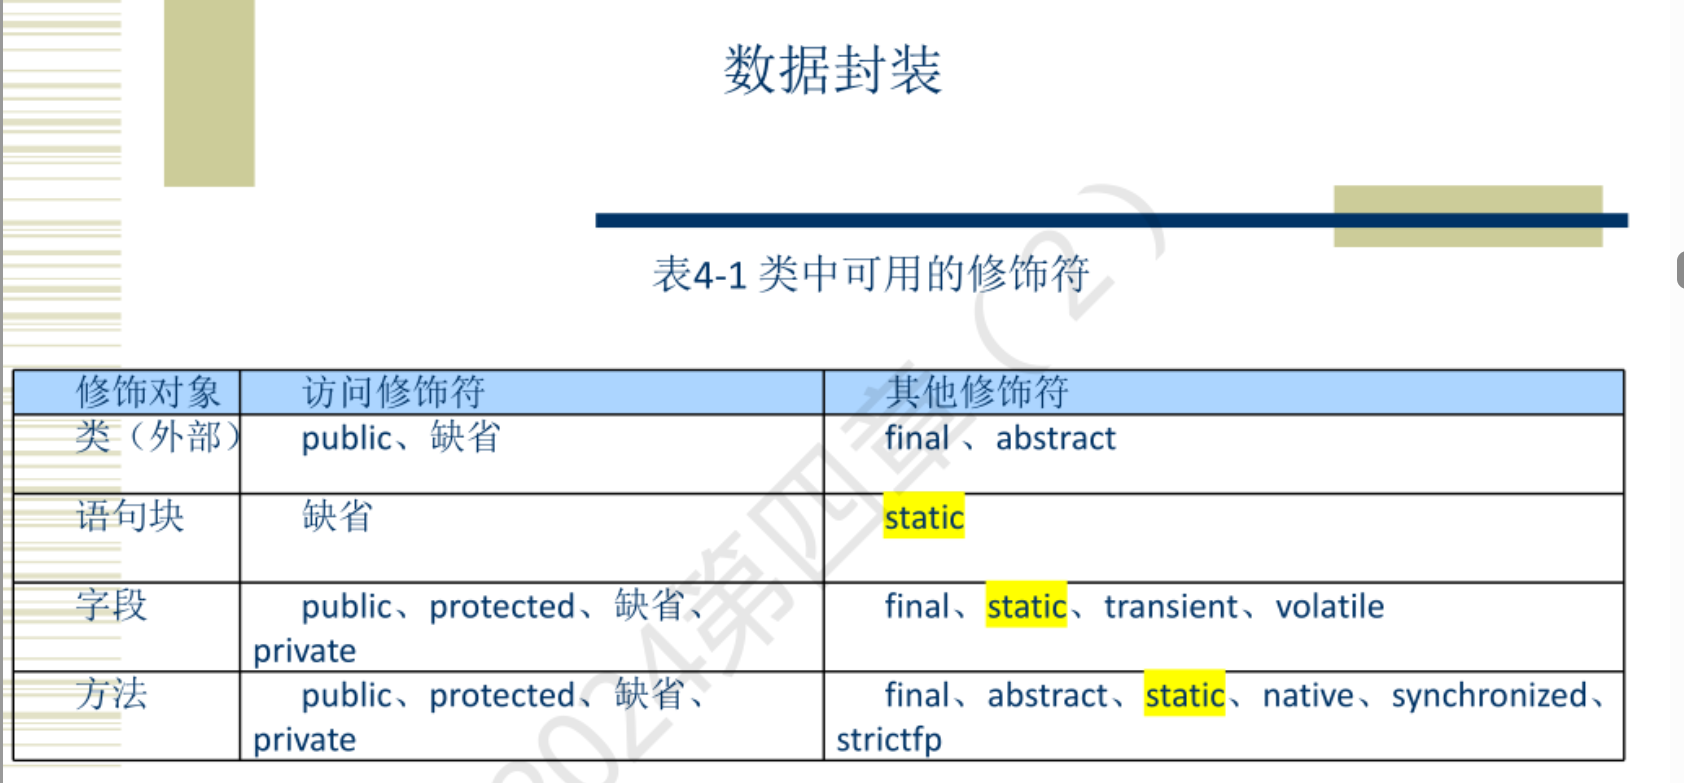 数据封装
表4-1 类中可用的修饰符
修饰对象 访问修饰符 其他修饰符
类（外部） public、缺省 final 、abstract
语句块 缺省 static
字段 public、protected、缺省、 final、static、transient、volatile
private
方法 public、protected、缺省、 final、abstract、static、native、synchronized、
private strictfp
2024第四章（2）